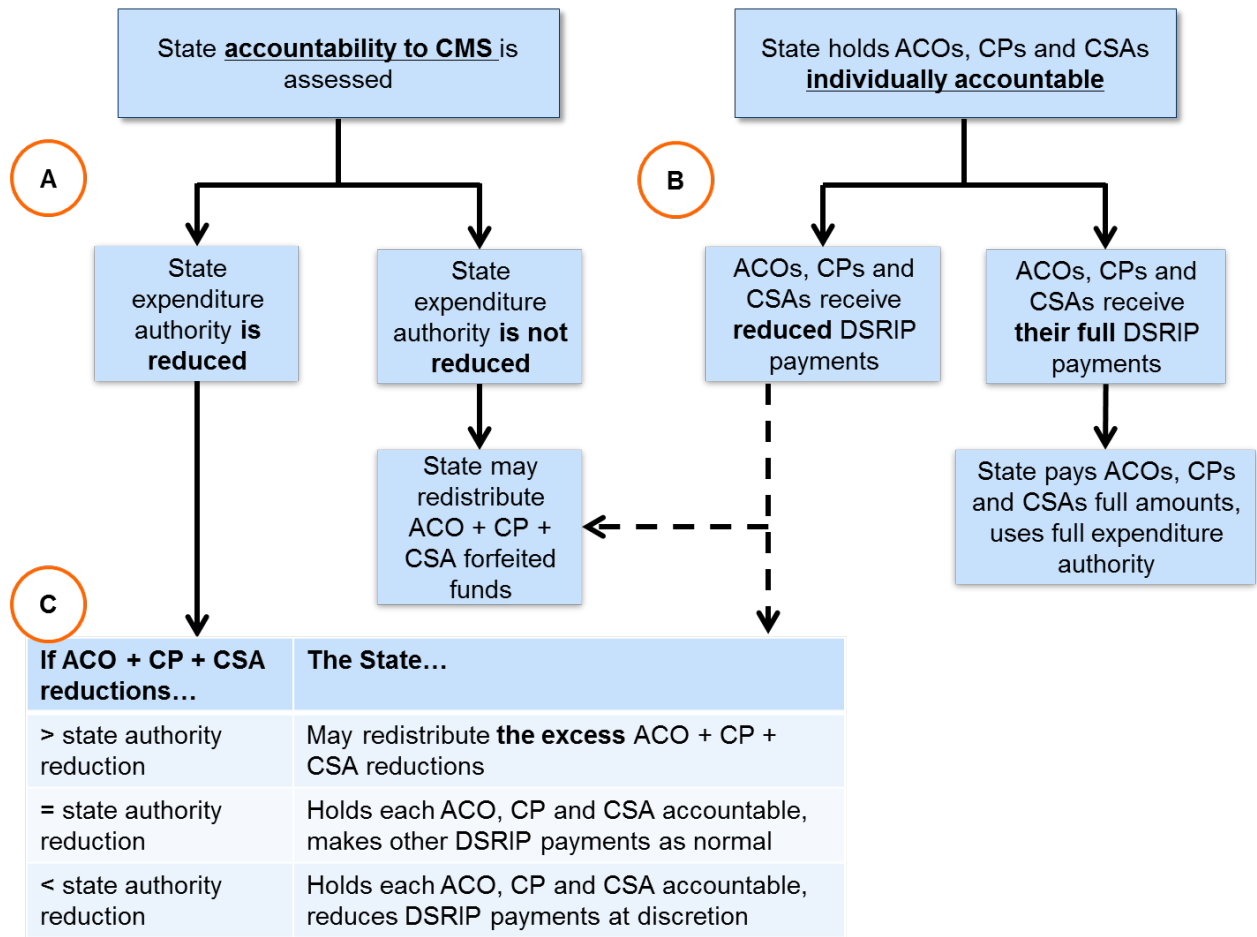 State accountability to CMS is
assessed
State holds ACOs, CPs and CSAs
individually accountable
A
B
State
expenditure
authority is
reduced
State
expenditure
authority is not
reduced
ACOs, CPs and
CSAs receive
reduced DSRIP
payments
ACOs, CPs and
CSAs receive
their full DSRIP
payments
State may
redistribute
ACO + CP +
CSA forfeited
funds
State pays ACOs, CPs
and CSAs full amounts,
uses full expenditure
authority
C
If ACO + CP + CSA
reductions…
The State…
> state authority
reduction
May redistribute the excess ACO + CP +
CSA reductions
= state authority
reduction
Holds each ACO, CP and CSA accountable,
makes other DSRIP payments as normal
< state authority
reduction
Holds each ACO, CP and CSA accountable,
reduces DSRIP payments at discretion